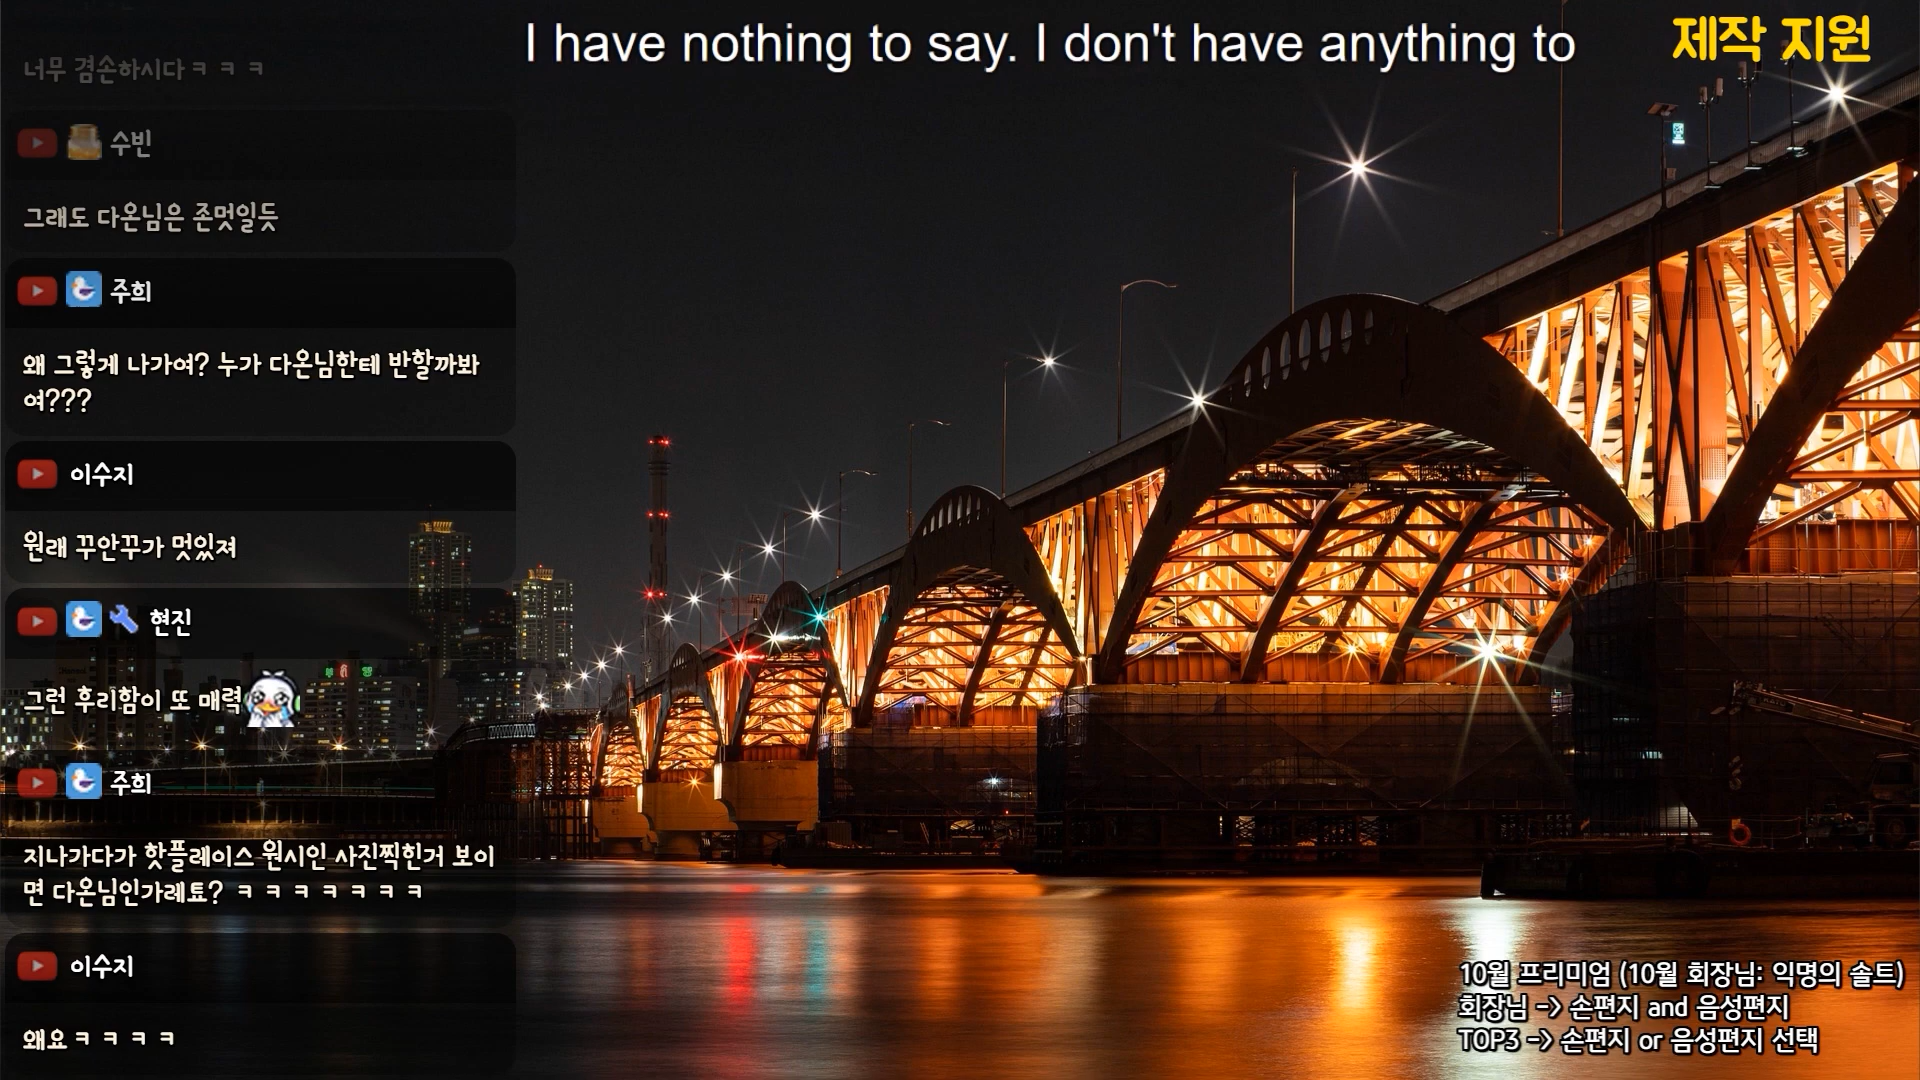 I have nothing to say. I don't have anything to
제작 지원
너무 겸손하시다ㅋㅋㅋ
수빈
그래도 다온님은 존멋일듯
주희
왜 그렇게 나가여? 누가 다온님한테 반할까봐
여???
이수지
원래 꾸안꾸가 멋있져
현진
그런 후리함이 또 매력
주희
지나가다가 핫플레이스 원시인 사진찍힌거 보이
면 다온님인가레툐? ㅋㅋㅋㅋㅋㅋㅋ
이수지
왜요ㅋㅋㅋㅋ
10월 프리미엄 (10월 회장님: 익명의 솔트)
회장님 -> 손편지 and 음성편지
TOP3 -> 손편지 or 음성편지 선택